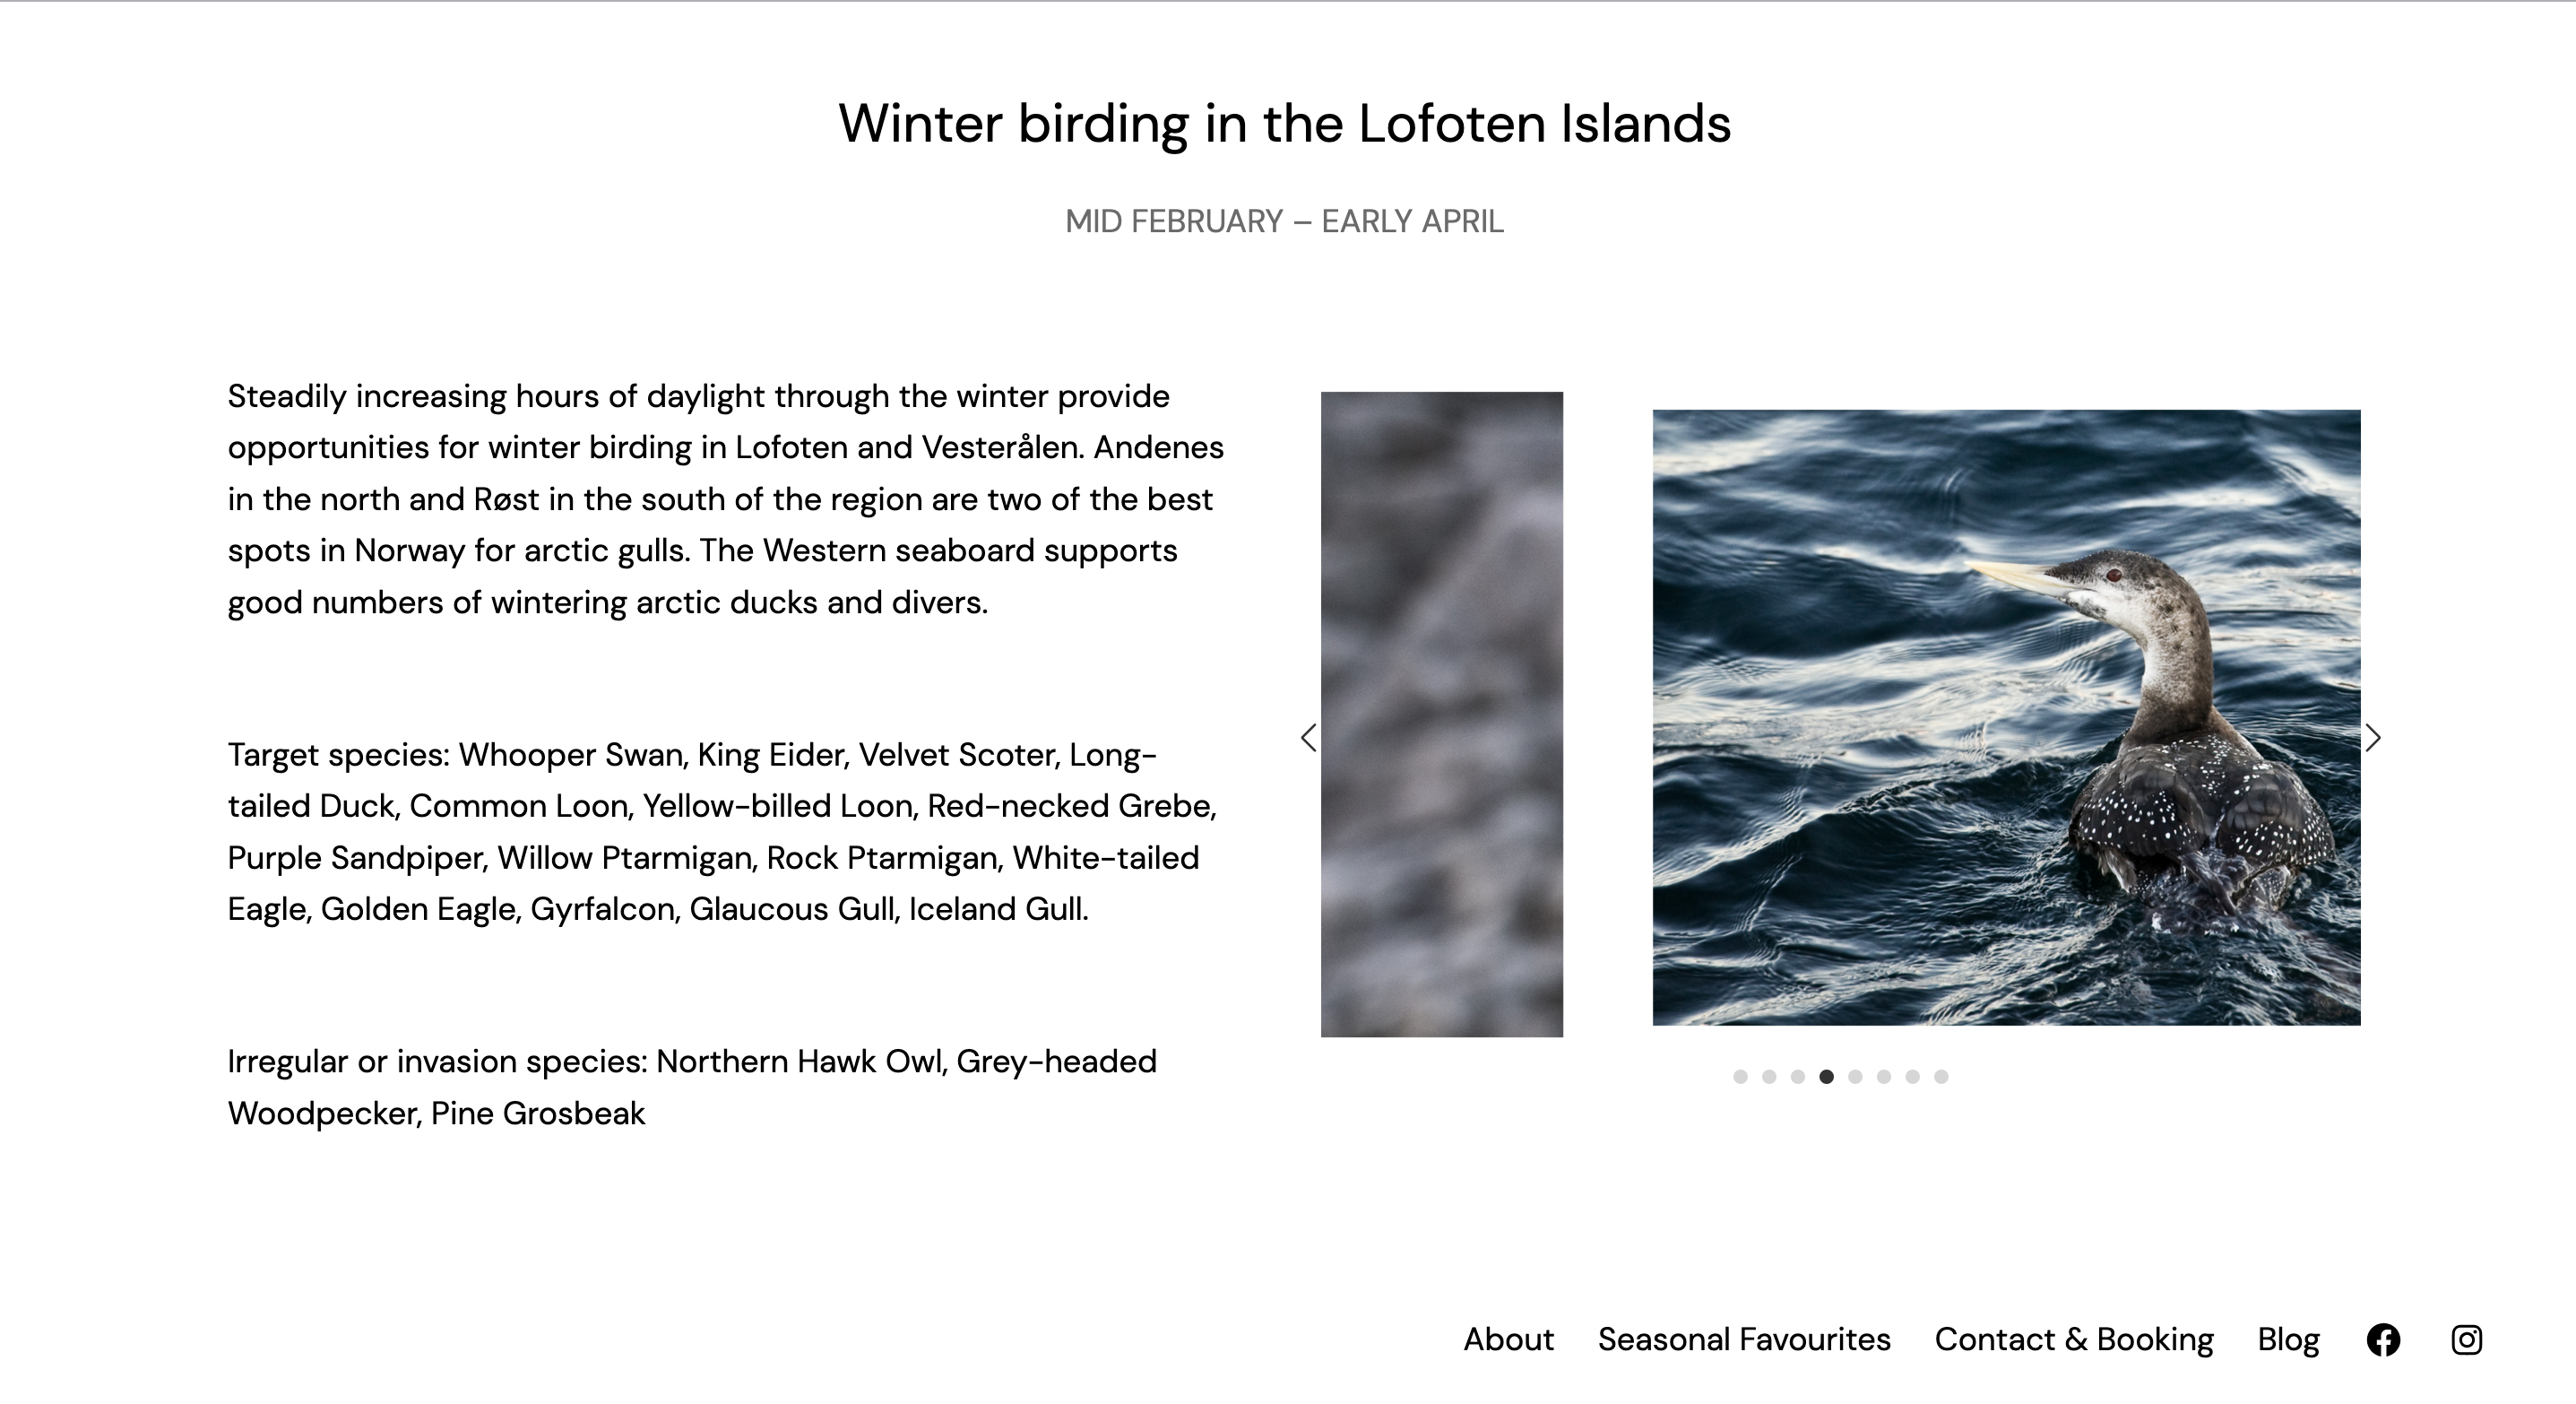 Winter birding in the Lofoten Islands
MID FEBRUARY – EARLY APRIL
Steadily increasing hours of daylight through the winter provide
opportunities for winter birding in Lofoten and Vesterålen. Andenes
in the north and Røst in the south of the region are two of the best
spots in Norway for arctic gulls. The Western seaboard supports
good numbers of wintering arctic ducks and divers.
Target species: Whooper Swan, King Eider, Velvet Scoter, Long-
tailed Duck, Common Loon, Yellow-billed Loon, Red-necked Grebe,
Purple Sandpiper, Willow Ptarmigan, Rock Ptarmigan, White-tailed
Eagle, Golden Eagle, Gyrfalcon, Glaucous Gull, Iceland Gull.
Irregular or invasion species: Northern Hawk Owl, Grey-headed
Woodpecker, Pine Grosbeak
About Seasonal Favourites Contact & Booking Blog